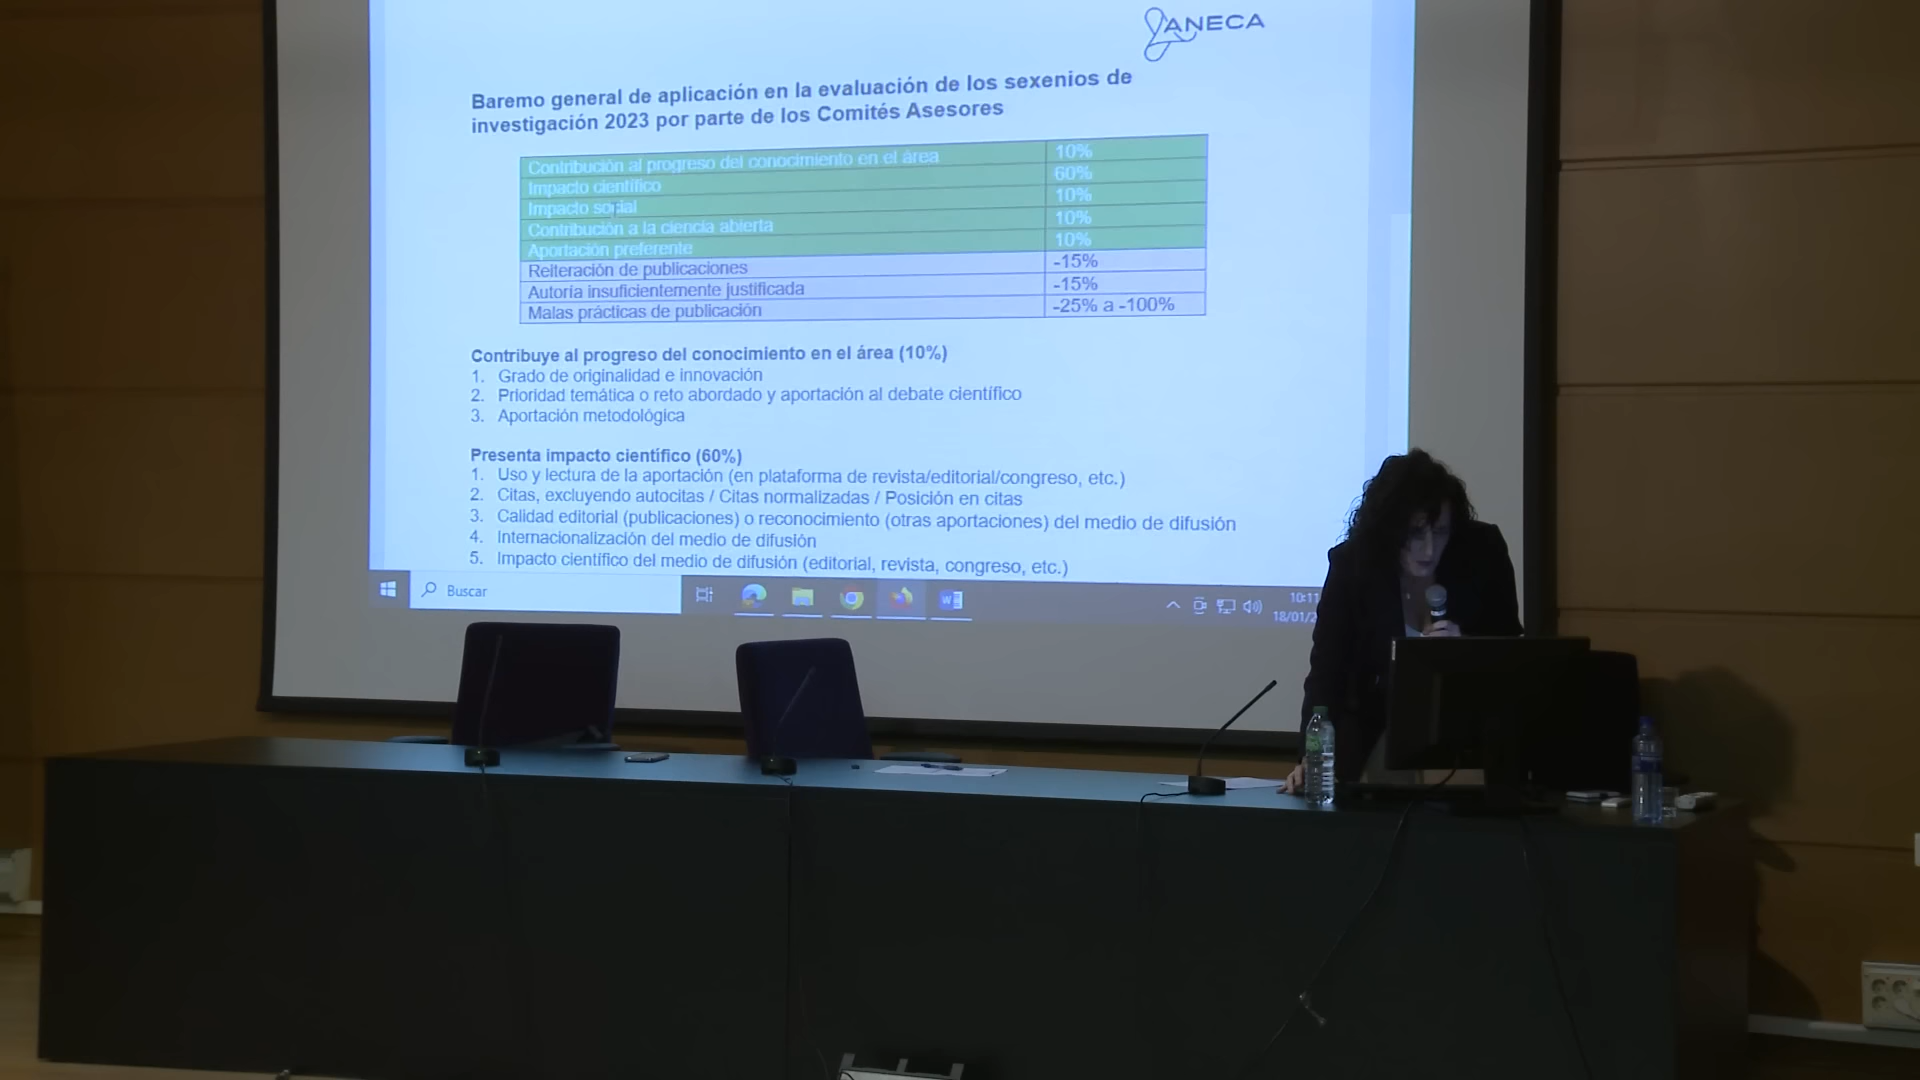 ANECA
Baremo general de aplicación en la evaluación de los sexenios de
investigación 2023 por parte de los Comités Asesores
Contribución al progreso del conocimiento en el área 10%
Impacto científico 60%
Impacto social 10%
Contribución a la ciencia abierta 10%
Aportación preferente 10%
Reiteración de publicaciones -15%
Autoría insuficientemente justificada -15%
Malas prácticas de publicación -25% a -100%
Contribuye al progreso del conocimiento en el área (10%)
1. Grado de originalidad e innovación
2. Prioridad temática o reto abordado y aportación al debate científico
3. Aportación metodológica
Presenta impacto científico (60%)
1. Uso y lectura de la aportación (en plataforma de revista/editorial/congreso, etc.)
2. Citas, excluyendo autocitas / Citas normalizadas / Posición en citas
3. Calidad editorial (publicaciones) o reconocimiento (otras aportaciones) del medio de difusión
4. Internacionalización del medio de difusión
5. Impacto científico del medio de difusión (editorial, revista, congreso, etc.)
Buscar
10:11
18/01/2